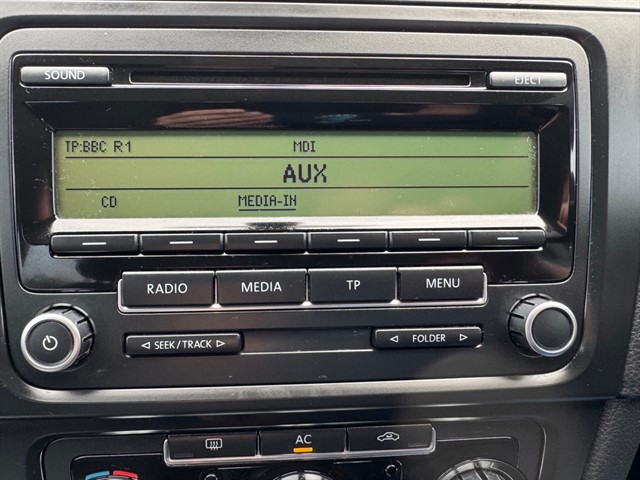 SOUND
EJECT
TP:BBC R1 MDI
AUX
CD MEDIA-IN
RADIO MEDIA TP MENU
SEEK/TRACK FOLDER
AC